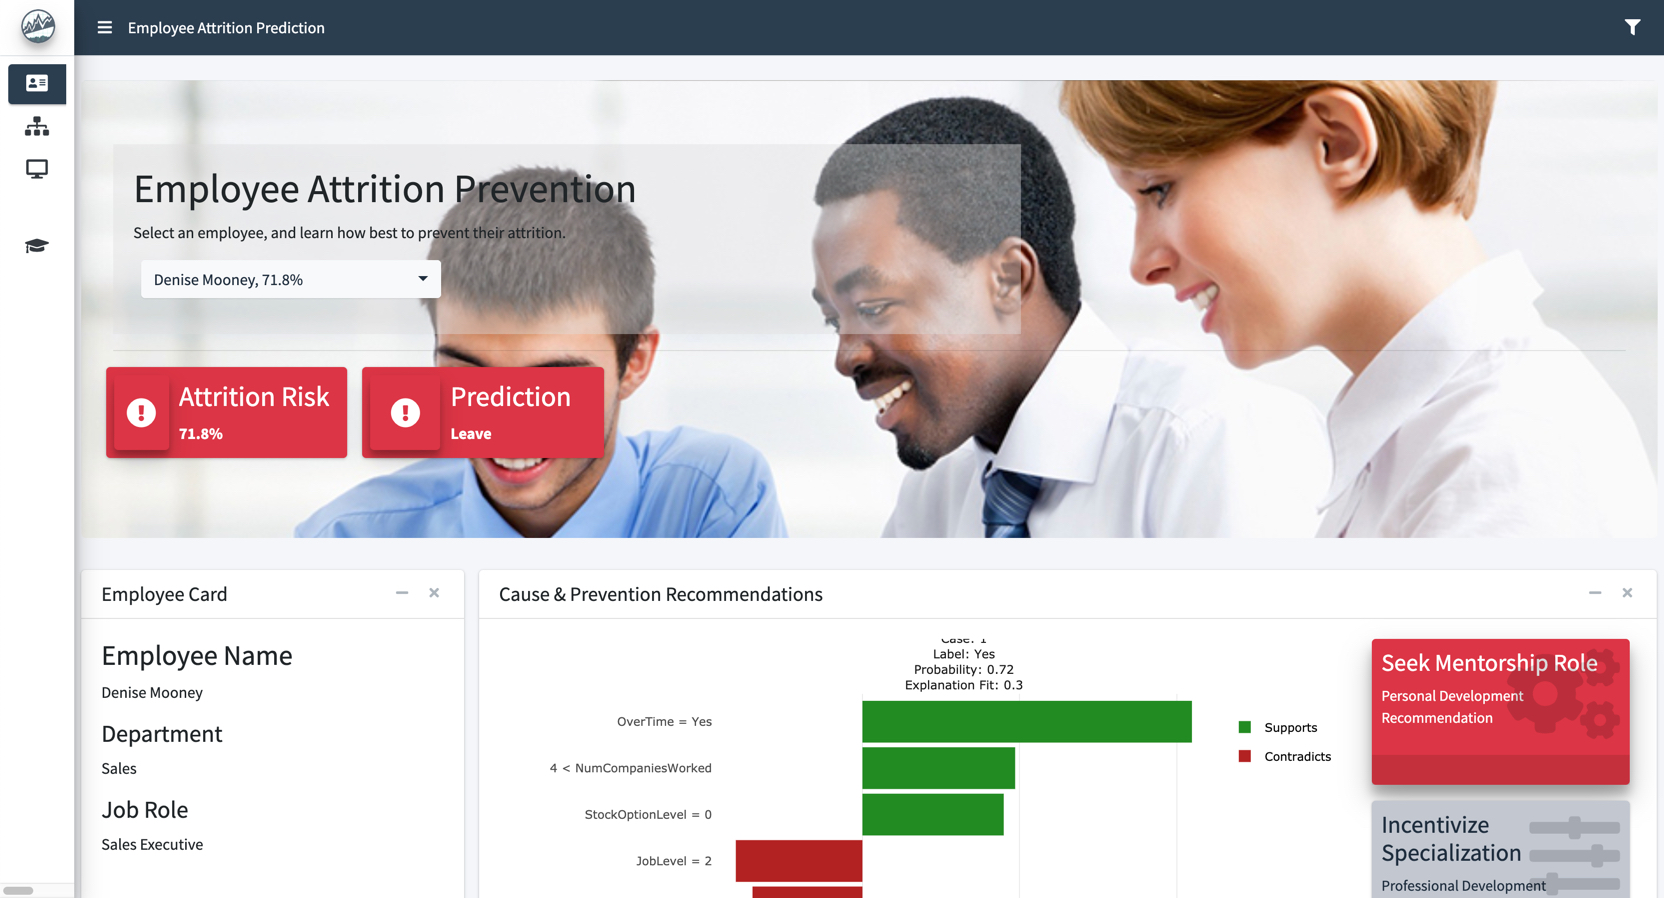 Employee Attrition Prediction
Employee Attrition Prevention
Select an employee, and learn how best to prevent their attrition.
Denise Mooney, 71.8%
Attrition Risk
71.8%
Prediction
Leave
Employee Card
Employee Name
Denise Mooney
Department
Sales
Job Role
Sales Executive
Cause & Prevention Recommendations
Case: 1
Label: Yes
Probability: 0.72
Explanation Fit: 0.3
OverTime = Yes
4 < NumCompaniesWorked
StockOptionLevel = 0
JobLevel = 2
Supports
Contradicts
Seek Mentorship Role
Personal Development
Recommendation
Incentivize
Specialization
Professional Development